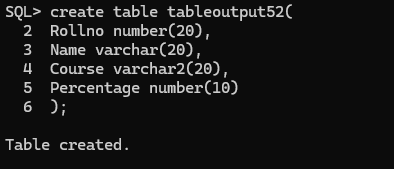 SQL> create table tableoutput52(
  2  Rollno number(20),
  3  Name varchar(20),
  4  Course varchar2(20),
  5  Percentage number(10)
  6  );
Table created.